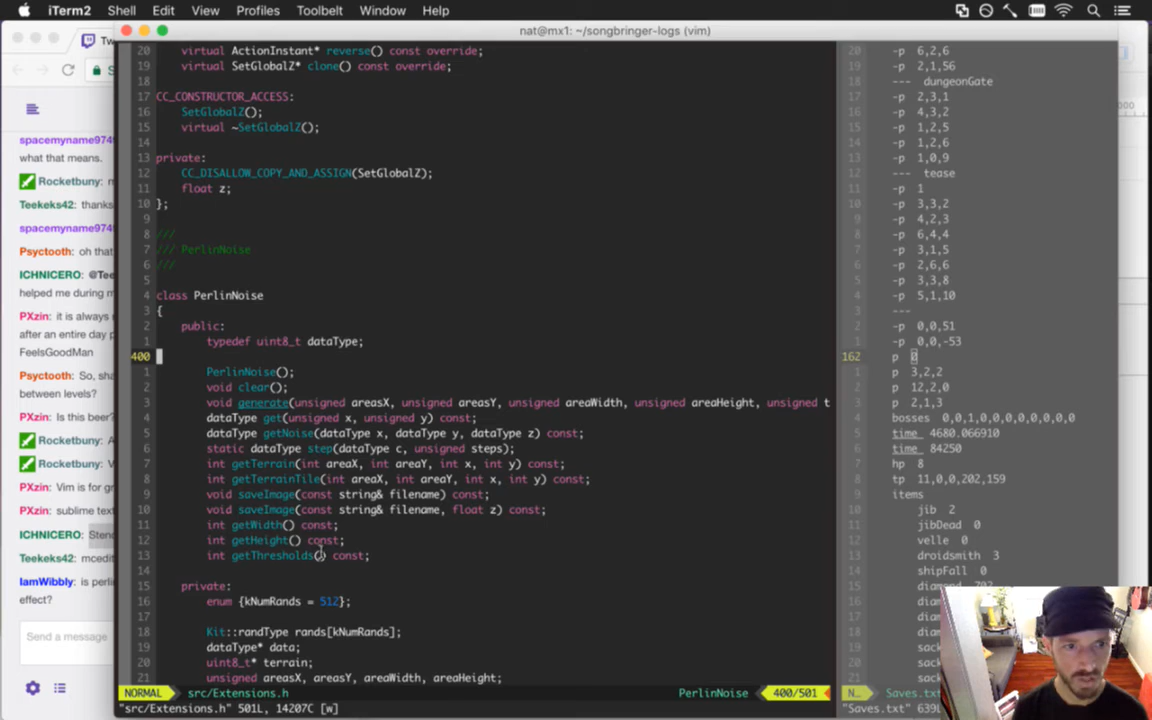 iTerm2 Shell Edit View Profiles Toolbelt Window Help
nat@mx1: ~/songbringer-logs (vim)
spacemyname974
what that means.
Rocketbuny:
Teekeks42: thanks
spacemyname974
Psyctooth: oh that
ICHNICERO: @Tee
helped me during m
PXzin: it is always
after an entire day p
FeelsGoodMan
Psyctooth: So, sha
between levels?
PXzin: Is this beer?
Rocketbuny: A
Rocketbuny: V
PXzin: Vim is for gr
PXzin: sublime text
ICHNICERO: Stenc
Teekeks42: mcedit
IamWibbly: is perli
effect?
Send a message
20 virtual ActionInstant* reverse() const override;
19 virtual SetGlobalZ* clone() const override;
18
17 CC_CONSTRUCTOR_ACCESS:
16 SetGlobalZ();
15 virtual ~SetGlobalZ();
14
13 private:
12 CC_DISALLOW_COPY_AND_ASSIGN(SetGlobalZ);
11 float z;
10 };
9
8 ///
7 /// PerlinNoise
6 ///
5
4 class PerlinNoise
3 {
2 public:
1 typedef uint8_t dataType;
400
1 PerlinNoise();
2 void clear();
3 void generate(unsigned areasX, unsigned areasY, unsigned areaWidth, unsigned areaHeight, unsigned t
4 dataType get(unsigned x, unsigned y) const;
5 dataType getNoise(dataType x, dataType y, dataType z) const;
6 static dataType step(dataType c, unsigned steps);
7 int getTerrain(int areaX, int areaY, int x, int y) const;
8 int getTerrainTile(int areaX, int areaY, int x, int y) const;
9 void saveImage(const string& filename) const;
10 void saveImage(const string& filename, float z) const;
11 int getWidth() const;
12 int getHeight() const;
13 int getThresholds() const;
14
15 private:
16 enum {kNumRands = 512};
17
18 Kit::randType rands[kNumRands];
19 dataType* data;
20 uint8_t* terrain;
21 unsigned areasX, areasY, areaWidth, areaHeight;
NORMAL src/Extensions.h PerlinNoise 400/501
"src/Extensions.h" 501L, 14207C [w]
20 -p 6,2,6
19 -p 2,1,56
18 --- dungeonGate
17 -p 2,3,1
16 -p 4,3,2
15 -p 1,2,5
14 -p 1,2,6
13 -p 1,0,9
12 --- tease
11 -p 1
10 -p 3,3,2
9 -p 4,2,3
8 -p 6,4,4
7 -p 3,1,5
6 -p 2,6,6
5 -p 3,3,8
4 -p 5,1,10
3 ---
2 -p 0,0,51
1 -p 0,0,-53
162 p 0
1 p 3,2,2
2 p 12,2,0
3 p 2,1,3
4 bosses 0,0,1,0,0,0,0,0,0,0
5 time 4680.066910
6 time 84250
7 hp 8
8 tp 11,0,0,202,159
9 items
10 jib 2
11 jibDead 0
12 velle 0
13 droidsmith 3
14 shipFall 0
15 diamond 702
16 diam
17 diam
18 diam
19 sack
20 sack
21 sack
N... Saves.txt
"Saves.txt" 639L